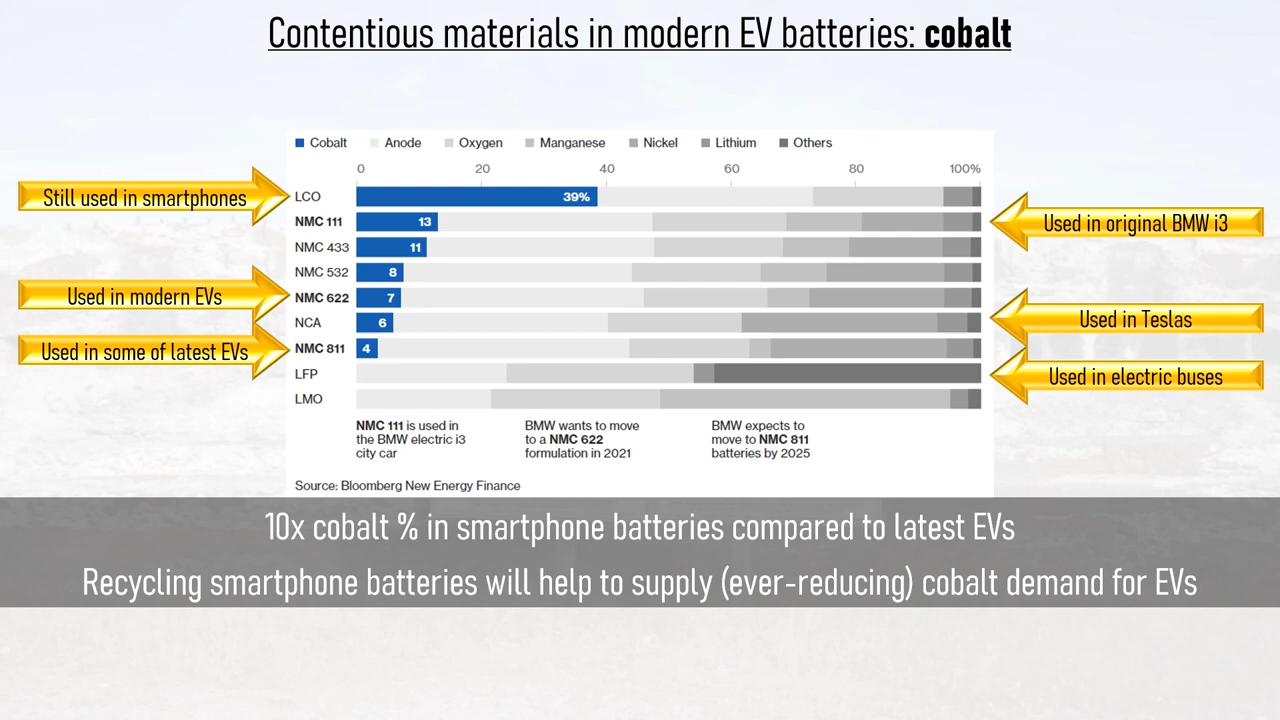 Contentious materials in modern EV batteries: cobalt
Cobalt Anode Oxygen Manganese Nickel Lithium Others
0 20 40 60 80 100%
Still used in smartphones
LCO 39%
NMC 111 13
Used in original BMW i3
NMC 433 11
NMC 532 8
Used in modern EVs
NMC 622 7
NCA 6
Used in Teslas
Used in some of latest EVs
NMC 811 4
LFP
Used in electric buses
LMO
NMC 111 is used in
the BMW electric i3
city car
BMW wants to move
to a NMC 622
formulation in 2021
BMW expects to
move to NMC 811
batteries by 2025
Source: Bloomberg New Energy Finance
10x cobalt % in smartphone batteries compared to latest EVs
Recycling smartphone batteries will help to supply (ever-reducing) cobalt demand for EVs